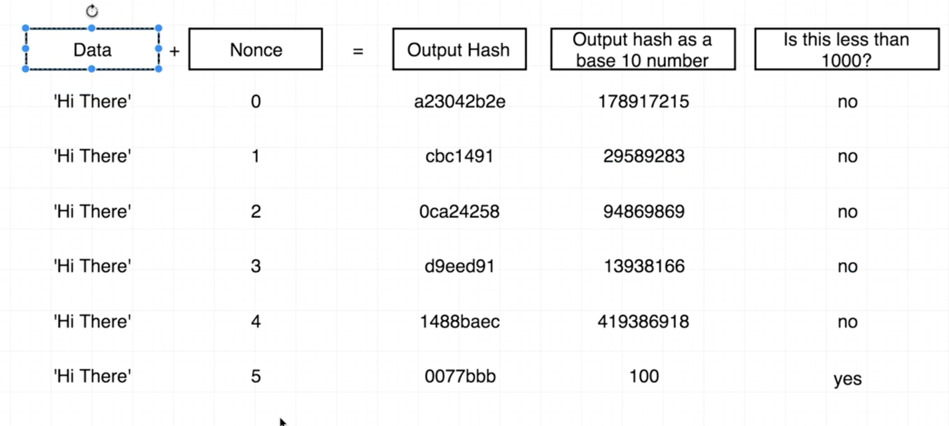 Data + Nonce = Output Hash Output hash as a base 10 number Is this less than 1000?
'Hi There' 0 a23042b2e 178917215 no
'Hi There' 1 cbc1491 29589283 no
'Hi There' 2 0ca24258 94869869 no
'Hi There' 3 d9eed91 13938166 no
'Hi There' 4 1488baec 419386918 no
'Hi There' 5 0077bbb 100 yes